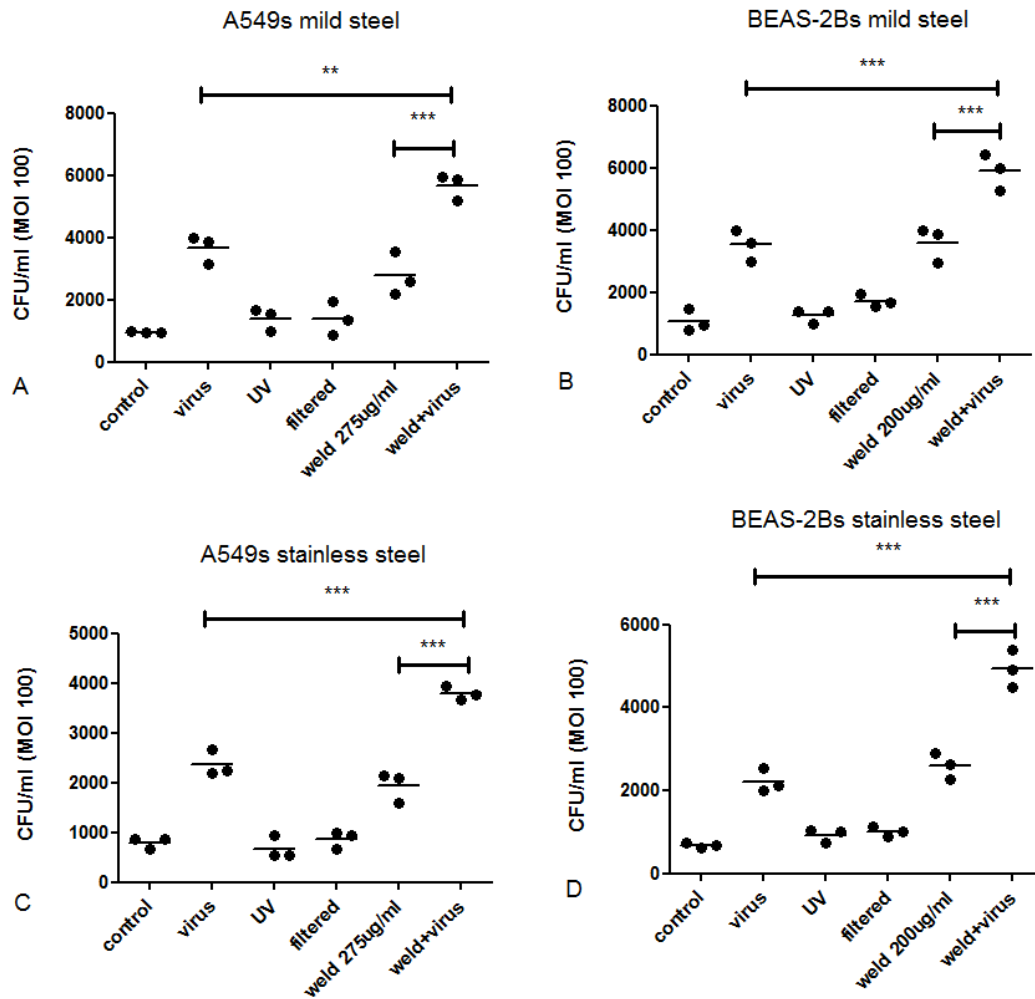 A549s mild steel
**
***
CFU/ml (MOI 100)
8000
6000
4000
2000
0
control
virus
UV
filtered
weld 275ug/ml
weld+virus
A
BEAS-2Bs mild steel
***
***
CFU/ml (MOI 100)
8000
6000
4000
2000
0
control
virus
UV
filtered
weld 200ug/ml
weld+virus
B
A549s stainless steel
***
***
CFU/ml (MOI 100)
5000
4000
3000
2000
1000
0
control
virus
UV
filtered
weld 275ug/ml
weld+virus
C
BEAS-2Bs stainless steel
***
***
CFU/ml (MOI 100)
6000
4000
2000
0
control
virus
UV
filtered
weld 200ug/ml
weld+virus
D